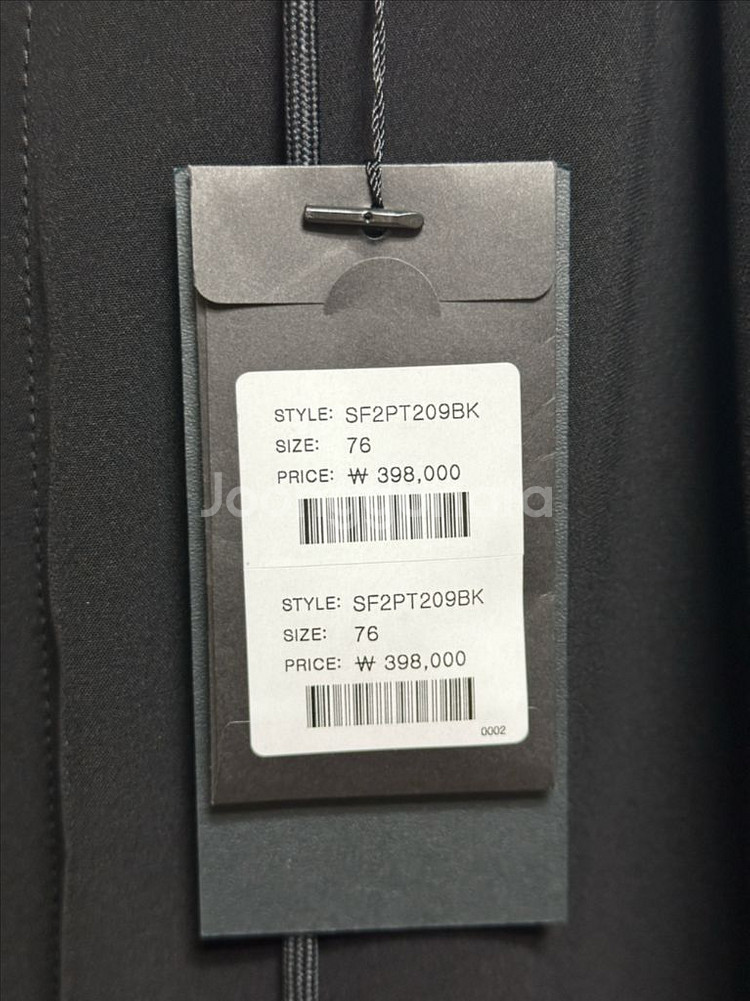 STYLE: SF2PT209BK
SIZE: 76
PRICE: ₩ 398,000
STYLE: SF2PT209BK
SIZE: 76
PRICE: ₩ 398,000
0002